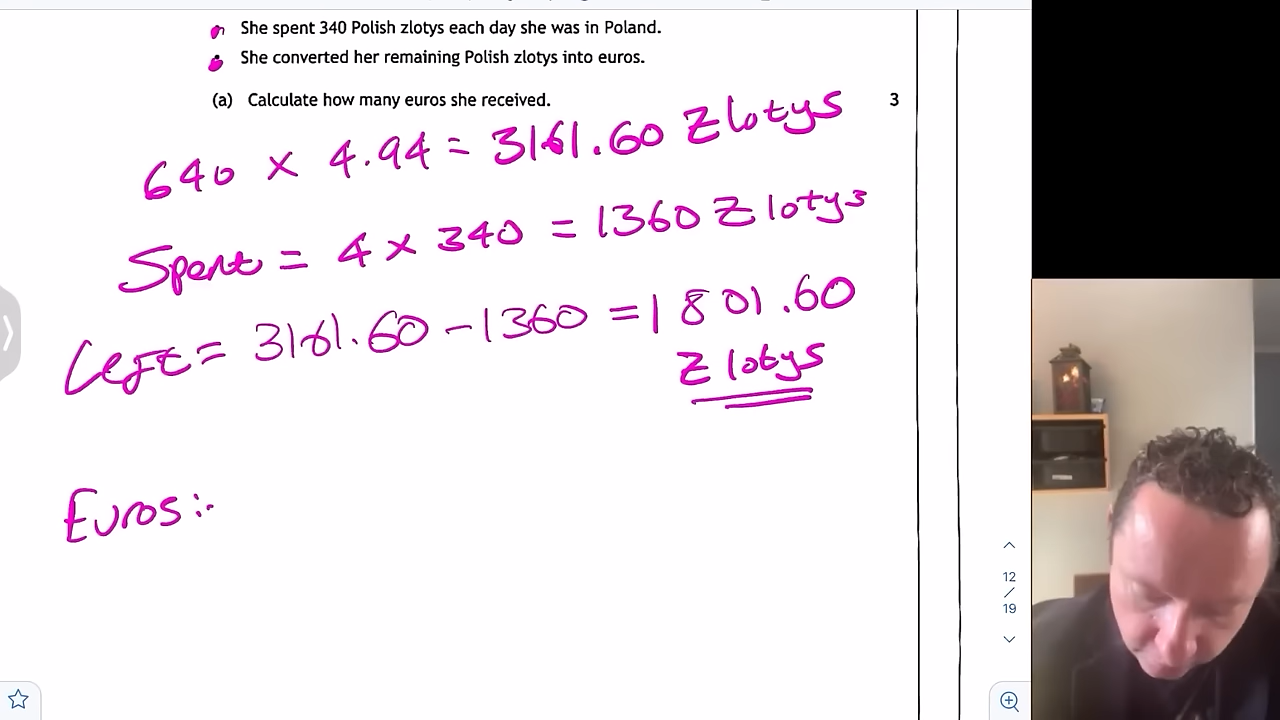 She spent 340 Polish zlotys each day she was in Poland.
She converted her remaining Polish zlotys into euros.
(a) Calculate how many euros she received. 3
640 × 4.94 = 3161.60 Zlotys
Spent = 4 × 340 = 1360 Zlotys
Left = 3161.60 - 1360 = 1801.60
Zlotys
Euros :-
12
/
19